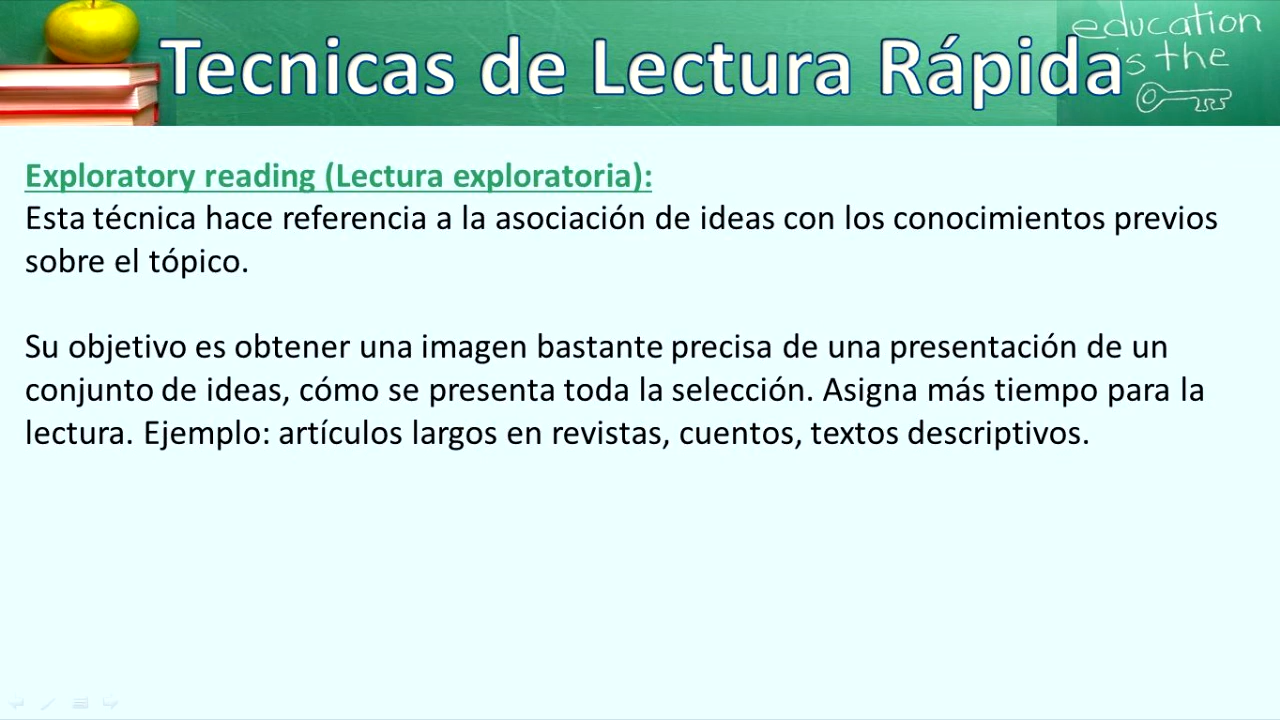 Tecnicas de Lectura Rápida
education
is the
Exploratory reading (Lectura exploratoria):
Esta técnica hace referencia a la asociación de ideas con los conocimientos previos
sobre el tópico.
Su objetivo es obtener una imagen bastante precisa de una presentación de un
conjunto de ideas, cómo se presenta toda la selección. Asigna más tiempo para la
lectura. Ejemplo: artículos largos en revistas, cuentos, textos descriptivos.